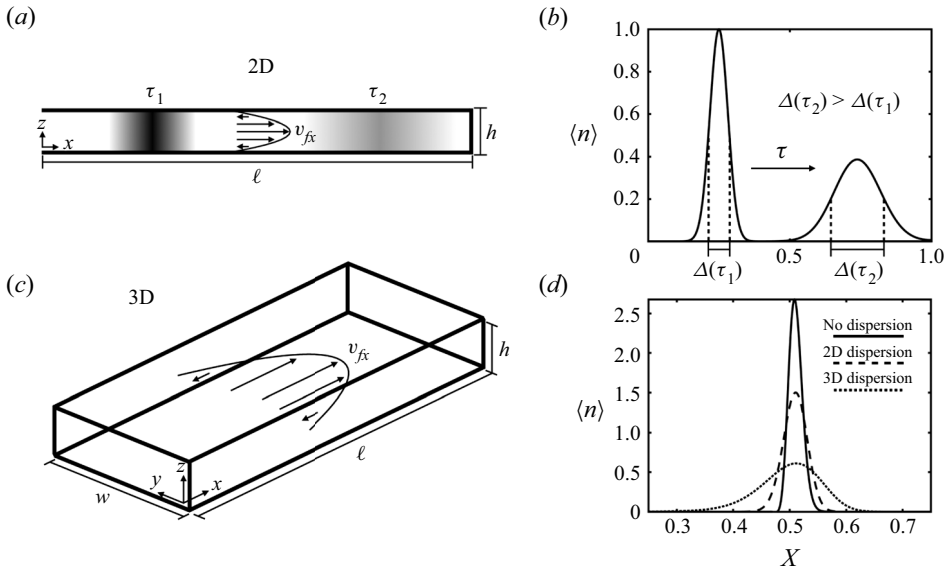 (a)
2D
τ1
τ2
z
x
vfx
h
ℓ
(b)
1.0
0.8
0.6
⟨n⟩
0.4
0.2
0
0.5
1.0
Δ(τ2) > Δ(τ1)
τ
Δ(τ1)
Δ(τ2)
(c)
3D
vfx
h
ℓ
w
y
z
x
(d)
2.5
2.0
1.5
⟨n⟩
1.0
0.5
0
0.3
0.4
0.5
0.6
0.7
X
No dispersion
2D dispersion
3D dispersion